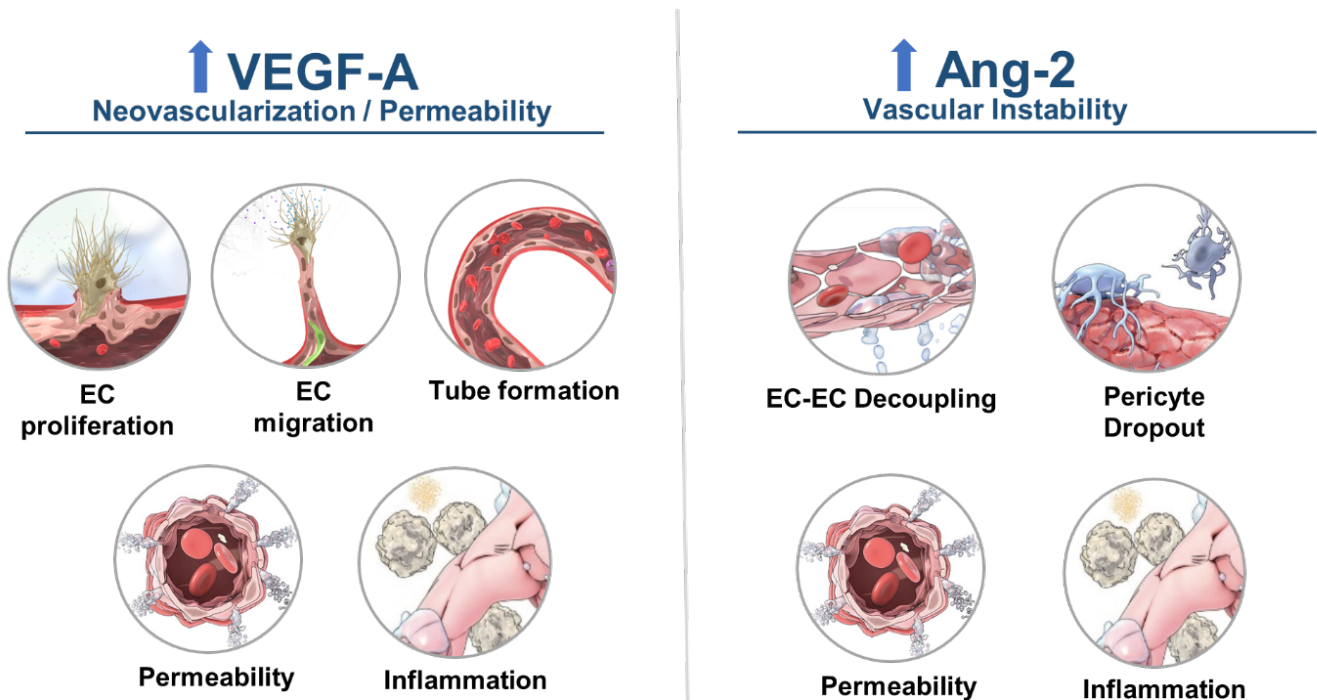 VEGF-A
Neovascularization / Permeability
EC
proliferation
EC
migration
Tube formation
Permeability
Inflammation
Ang-2
Vascular Instability
EC-EC Decoupling
Pericyte
Dropout
Permeability
Inflammation